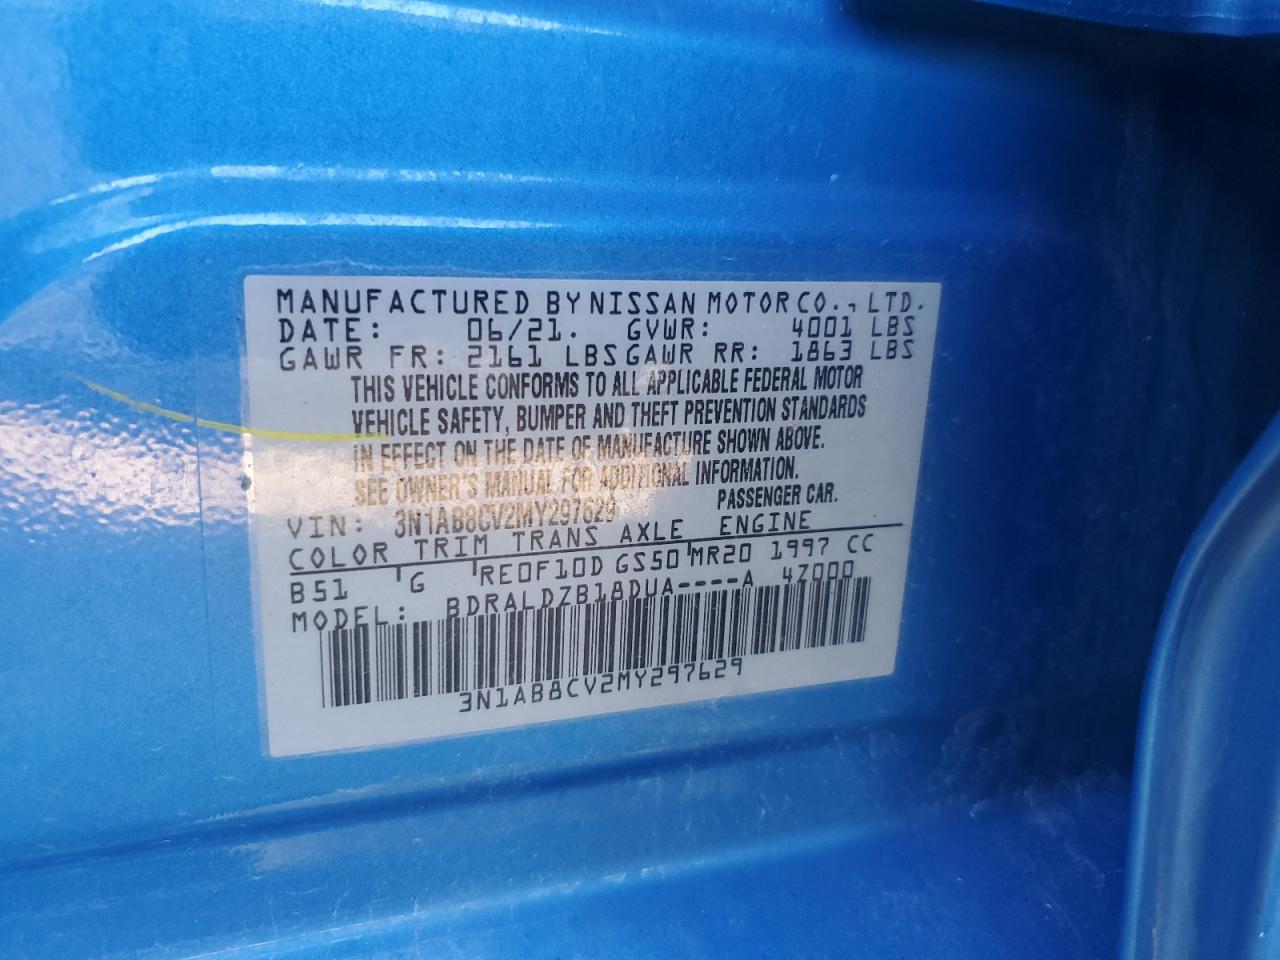 MANUFACTURED BY NISSAN MOTOR CO., LTD.
DATE: 06/21. GVWR: 4001 LBS
GAWR FR: 2161 LBS GAWR RR: 1863 LBS
THIS VEHICLE CONFORMS TO ALL APPLICABLE FEDERAL MOTOR
VEHICLE SAFETY, BUMPER AND THEFT PREVENTION STANDARDS
IN EFFECT ON THE DATE OF MANUFACTURE SHOWN ABOVE.
SEE OWNER'S MANUAL FOR ADDITIONAL INFORMATION.
VIN: 3N1AB8CV2MY297629 PASSENGER CAR.
COLOR TRIM TRANS AXLE ENGINE
B51 G RE0F10D GS50 MR20 1997 CC
MODEL: BDRALDZB18DUA----A 4Z000
3N1AB8CV2MY297629